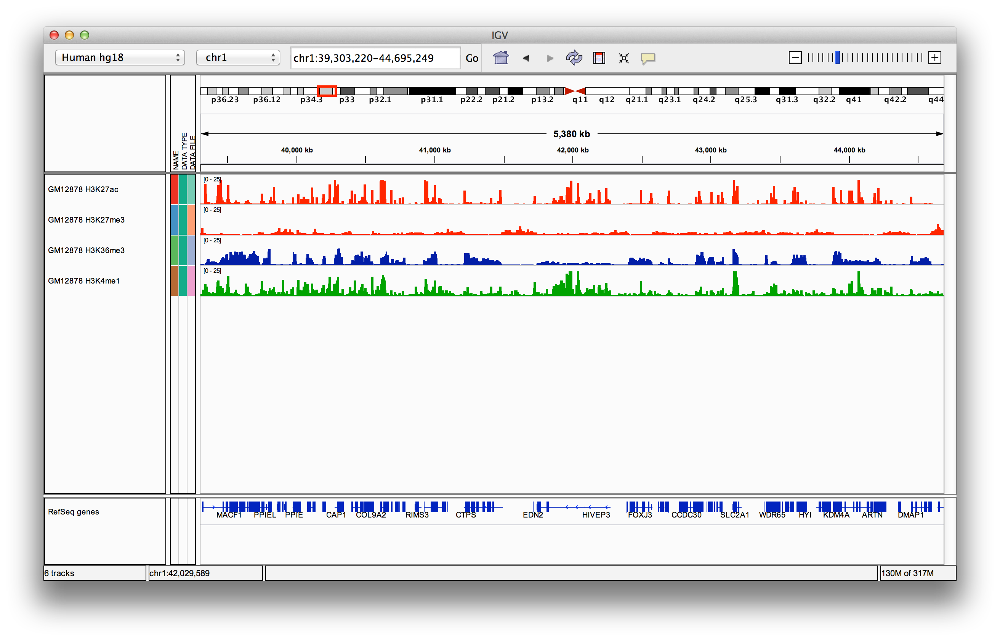 IGV
Human hg18 chr1 chr1:39,303,220-44,695,249 Go
p36.23 p36.12 p34.3 p33 p32.1 p31.1 p22.2 p21.2 p13.2 q11 q12 q21.1 q23.1 q24.2 q25.3 q31.3 q32.2 q41 q42.2 q44
5,380 kb
40,000 kb 41,000 kb 42,000 kb 43,000 kb 44,000 kb
NAME
DATA TYPE
DATA FILE
[0 - 25]
GM12878 H3K27ac
[0 - 25]
GM12878 H3K27me3
[0 - 25]
GM12878 H3K36me3
[0 - 25]
GM12878 H3K4me1
RefSeq genes
MACF1 PPIEL PPIE CAP1 COL9A2 RIMS3 CTPS EDN2 HIVEP3 FOXJ3 CCDC30 SLC2A1 WDR65 HYI KDM4A ARTN DMAP1
6 tracks chr1:42,029,589 130M of 317M